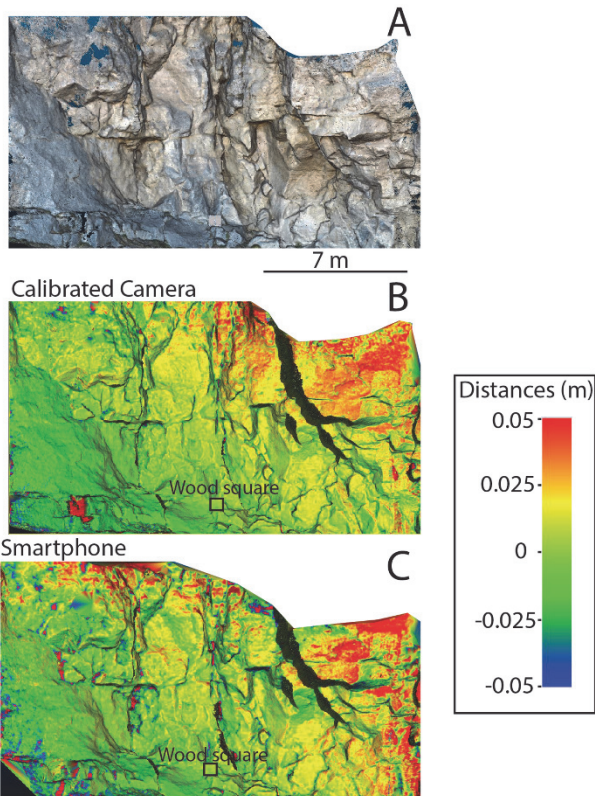 A
7 m
Calibrated Camera
B
Wood square
Smartphone
C
Wood square
Distances (m)
0.05
0.025
0
-0.025
-0.05